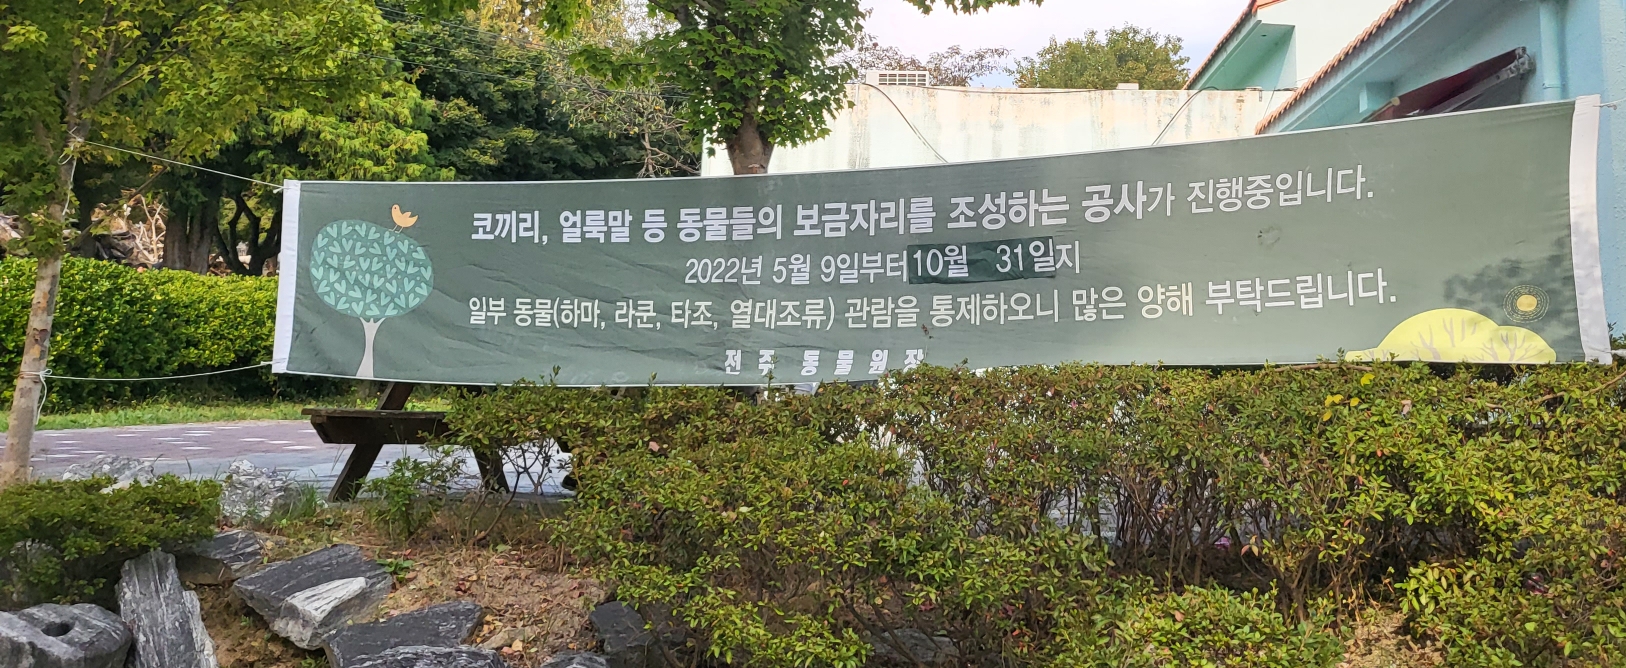 코끼리, 얼룩말 등 동물들의 보금자리를 조성하는 공사가 진행중입니다.
2022년 5월 9일부터 10월 31일지
일부 동물(하마, 라쿤, 타조, 열대조류) 관람을 통제하오니 많은 양해 부탁드립니다.
전 주 동 물 원 장